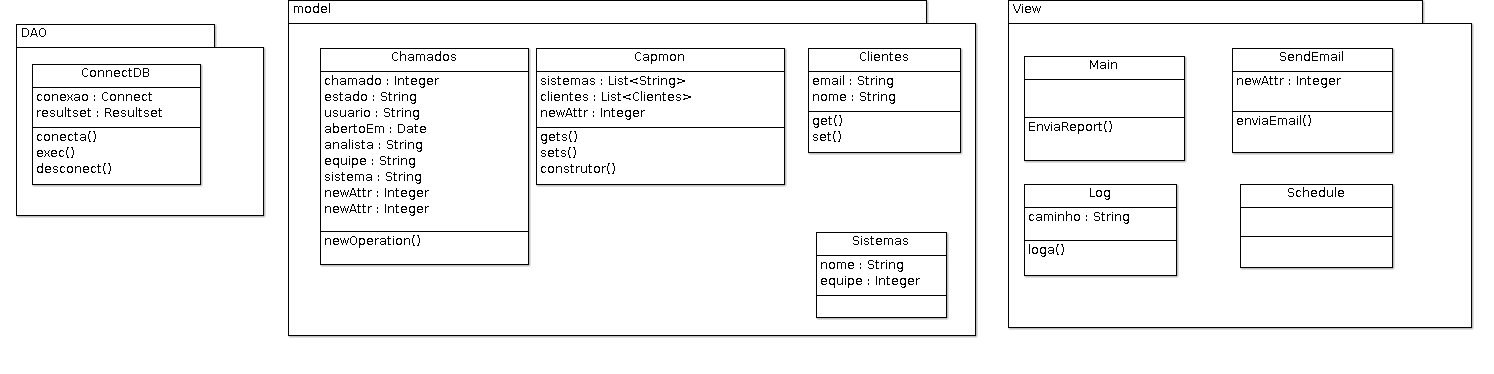 DAO
ConnectDB
conexao : Connect
resultset : Resultset
conecta()
exec()
desconect()
model
Chamados
chamado : Integer
estado : String
usuario : String
abertoEm : Date
analista : String
equipe : String
sistema : String
newAttr : Integer
newAttr : Integer
newOperation()
Capmon
sistemas : List<String>
clientes : List<Clientes>
newAttr : Integer
gets()
sets()
construtor()
Clientes
email : String
nome : String
get()
set()
Sistemas
nome : String
equipe : Integer
View
Main
EnviaReport()
SendEmail
newAttr : Integer
enviaEmail()
Log
caminho : String
loga()
Schedule